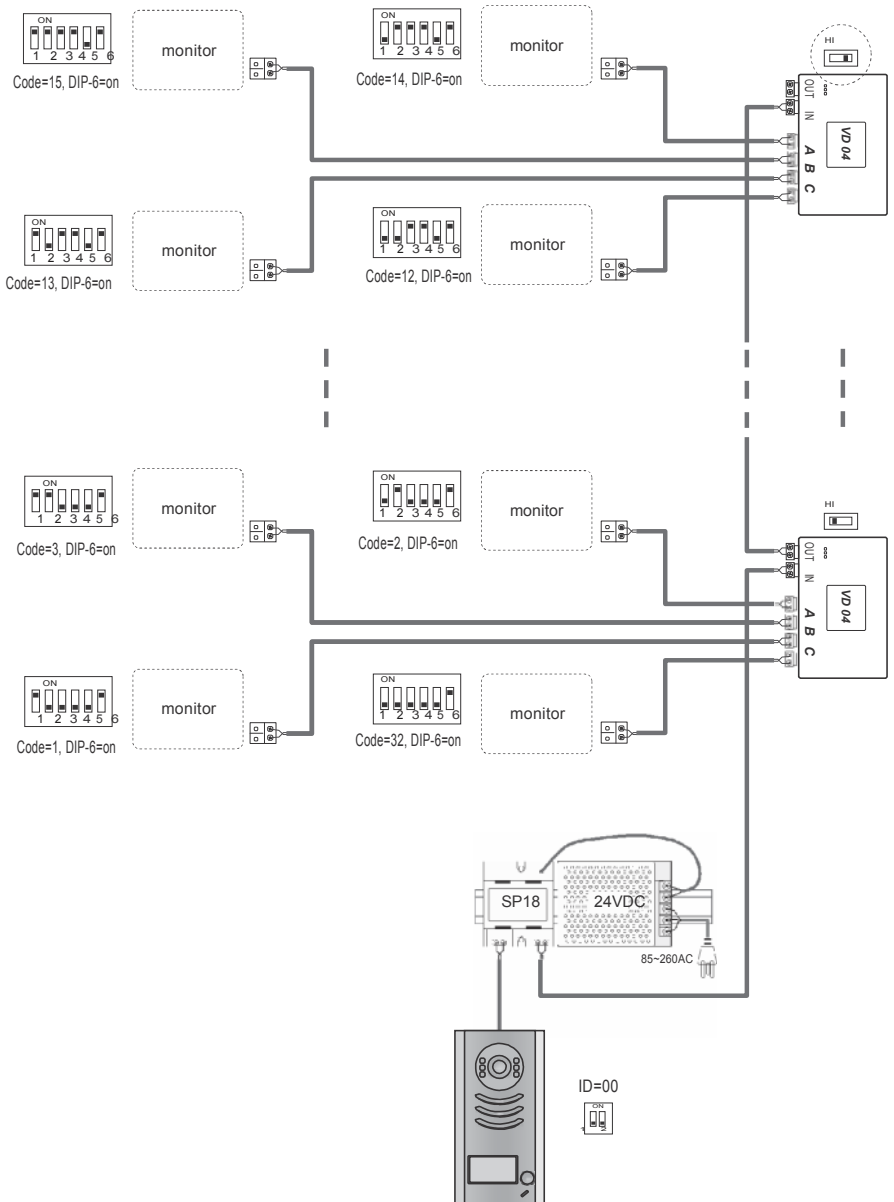 ON
1 2 3 4 5 6
Code=15, DIP-6=on
monitor
ON
1 2 3 4 5 6
Code=14, DIP-6=on
monitor
HI
OUT IN
VD 04
A B C
ON
1 2 3 4 5 6
Code=13, DIP-6=on
monitor
ON
1 2 3 4 5 6
Code=12, DIP-6=on
monitor
ON
1 2 3 4 5 6
Code=3, DIP-6=on
monitor
ON
1 2 3 4 5 6
Code=2, DIP-6=on
monitor
HI
OUT IN
VD 04
A B C
ON
1 2 3 4 5 6
Code=1, DIP-6=on
monitor
ON
1 2 3 4 5 6
Code=32, DIP-6=on
monitor
SP18
24VDC
85~260AC
ID=00
ON